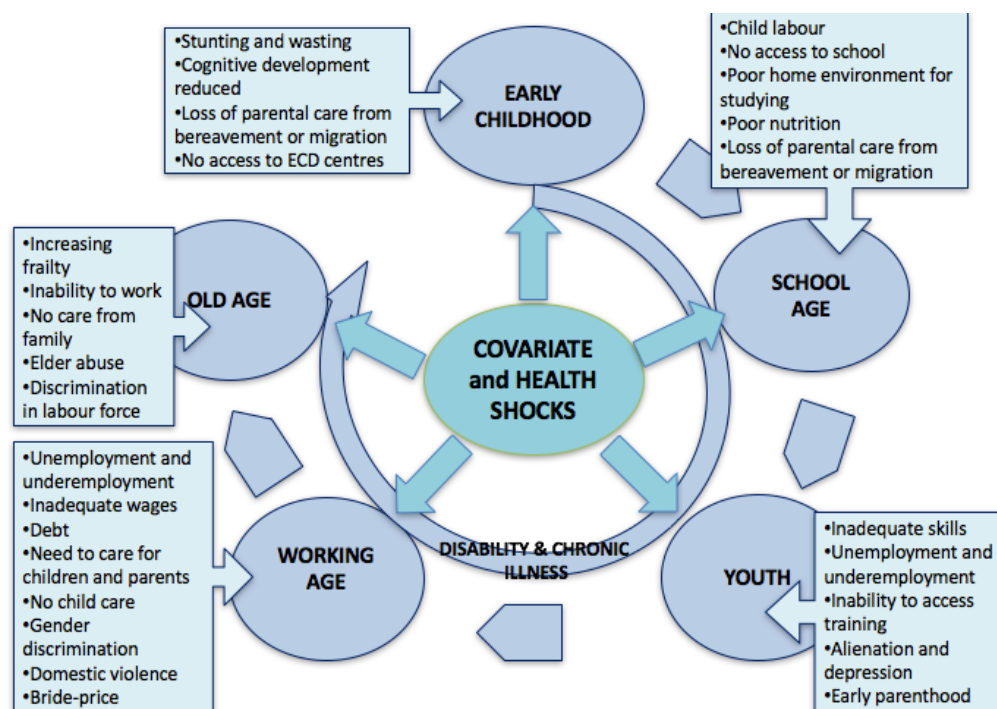 •Stunting and wasting
•Cognitive development
reduced
•Loss of parental care from
bereavement or migration
•No access to ECD centres
EARLY
CHILDHOOD
•Child labour
•No access to school
•Poor home environment for
studying
•Poor nutrition
•Loss of parental care from
bereavement or migration
•Increasing
frailty
•Inability to work
•No care from
family
•Elder abuse
•Discrimination
in labour force
OLD AGE
COVARIATE
and HEALTH
SHOCKS
SCHOOL
AGE
•Unemployment and
underemployment
•Inadequate wages
•Debt
•Need to care for
children and parents
•No child care
•Gender
discrimination
•Domestic violence
•Bride-price
WORKING
AGE
DISABILITY & CHRONIC
ILLNESS
YOUTH
•Inadequate skills
•Unemployment and
underemployment
•Inability to access
training
•Alienation and
depression
•Early parenthood